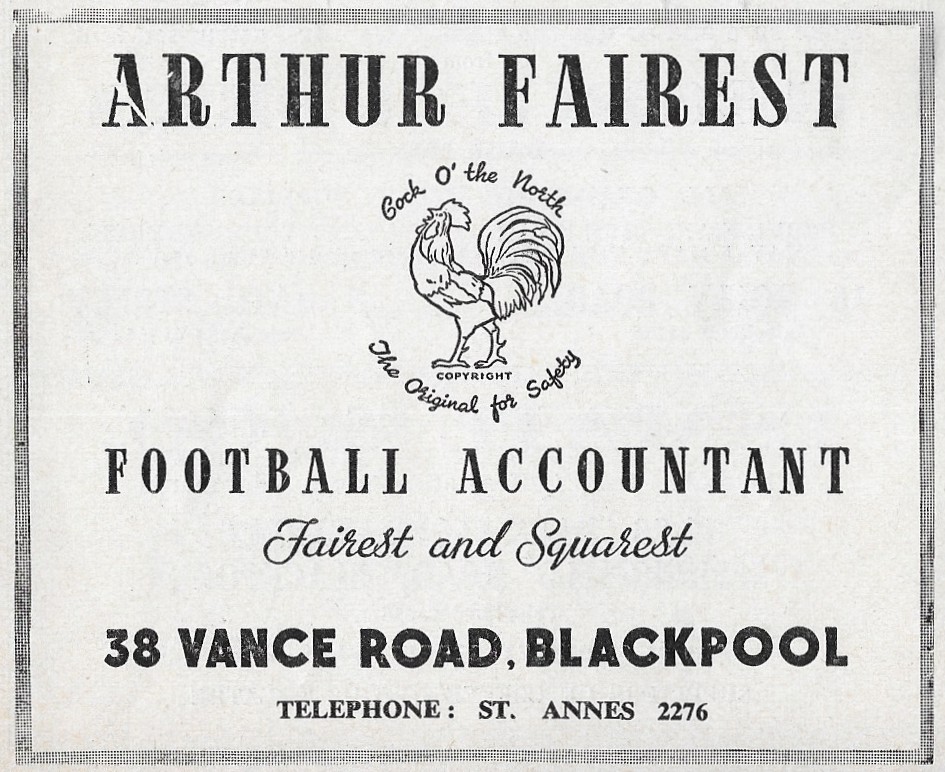 ARTHUR FAIREST
Cock O' the North
COPYRIGHT
The Original for Safety
FOOTBALL ACCOUNTANT
Fairest and Squarest
38 VANCE ROAD, BLACKPOOL
TELEPHONE: ST. ANNES 2276